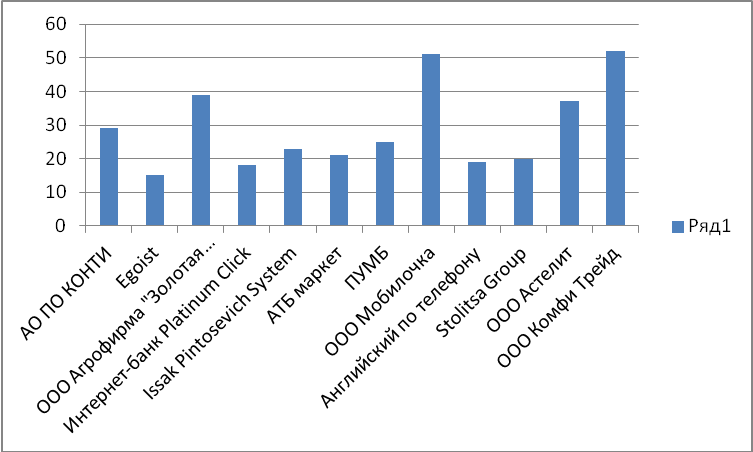 60
50
40
30
20
10
0
АО ПО КОНТИ
Egoist
ООО Агрофирма "Золотая...
Интернет-банк Platinum Click
Issak Pintosevich System
АТБ маркет
ПУМБ
ООО Мобилочка
Английский по телефону
Stolitsa Group
ООО Астелит
ООО Комфи Трейд
Ряд1